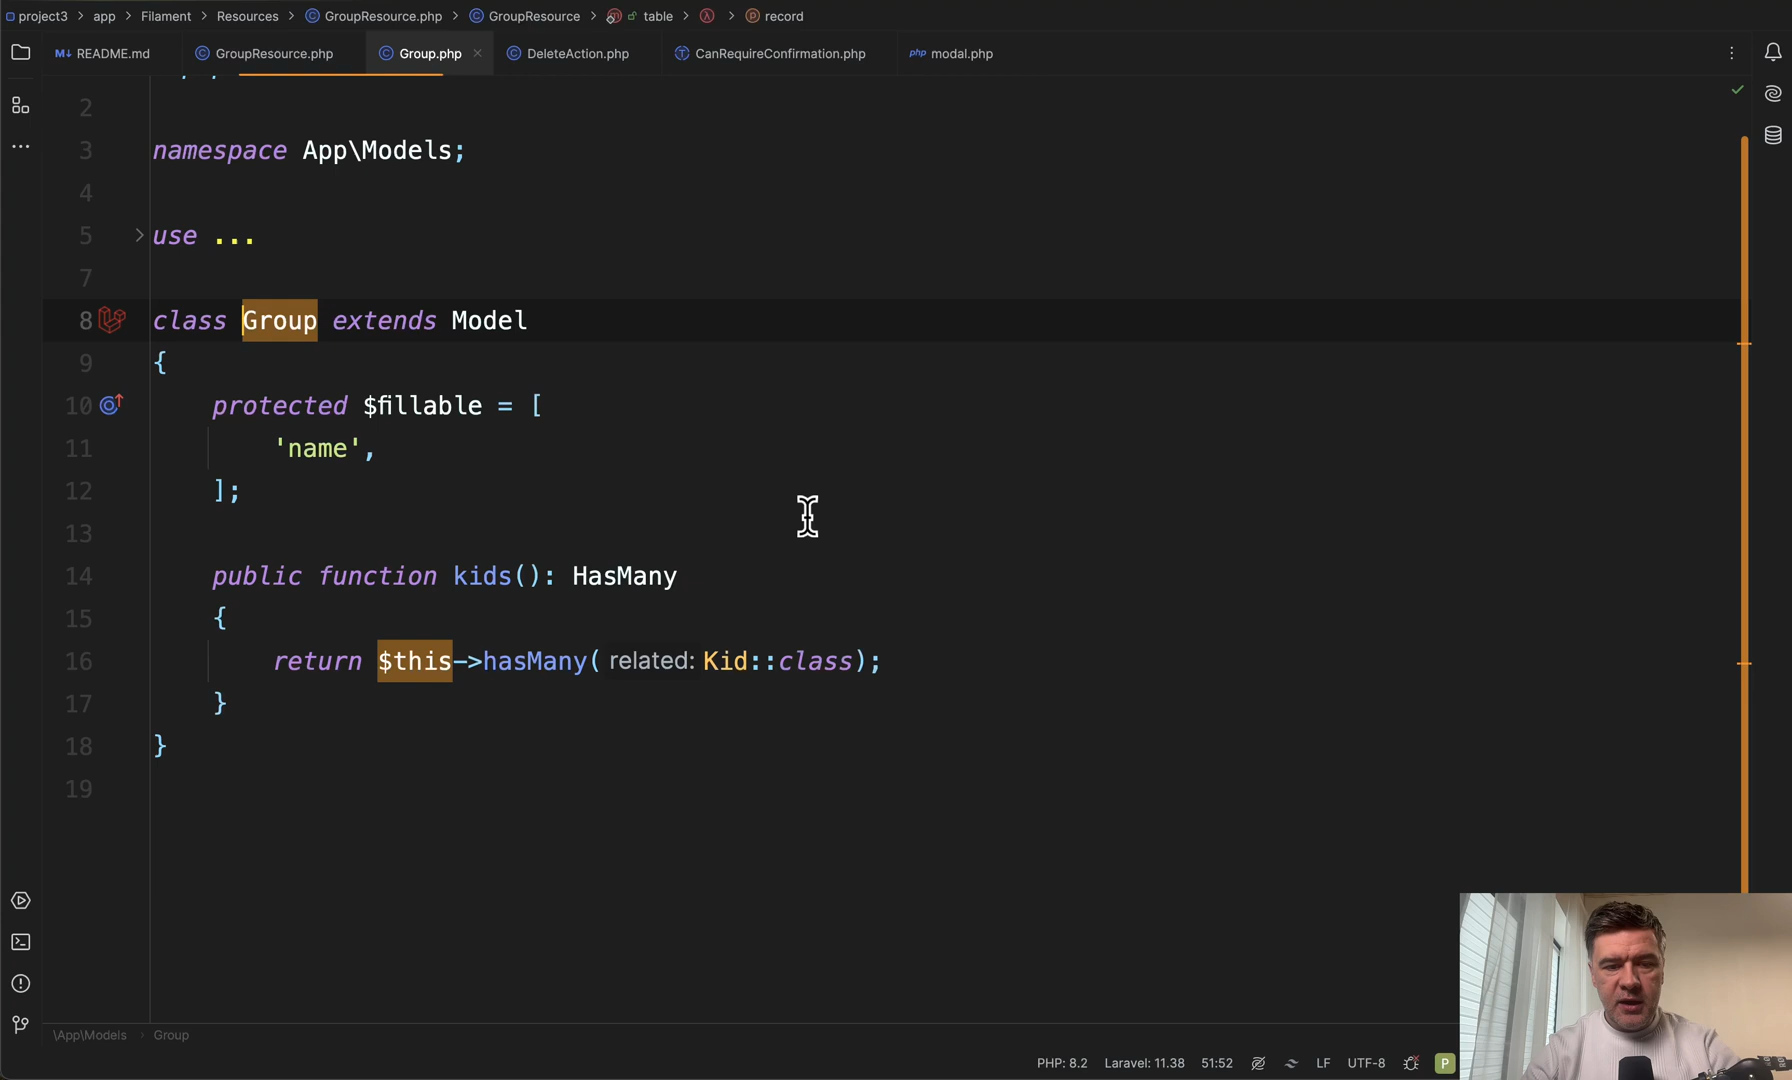 project3 > app > Filament > Resources > GroupResource.php > GroupResource > table > λ > record
README.md GroupResource.php Group.php DeleteAction.php CanRequireConfirmation.php php modal.php
2
3 namespace App\Models;
4
5 use ...
7
8 class Group extends Model
9 {
10 protected $fillable = [
11 'name',
12 ];
13
14 public function kids(): HasMany
15 {
16 return $this->hasMany( related: Kid::class);
17 }
18 }
19
\App\Models > Group
PHP: 8.2 Laravel: 11.38 51:52 LF UTF-8 P